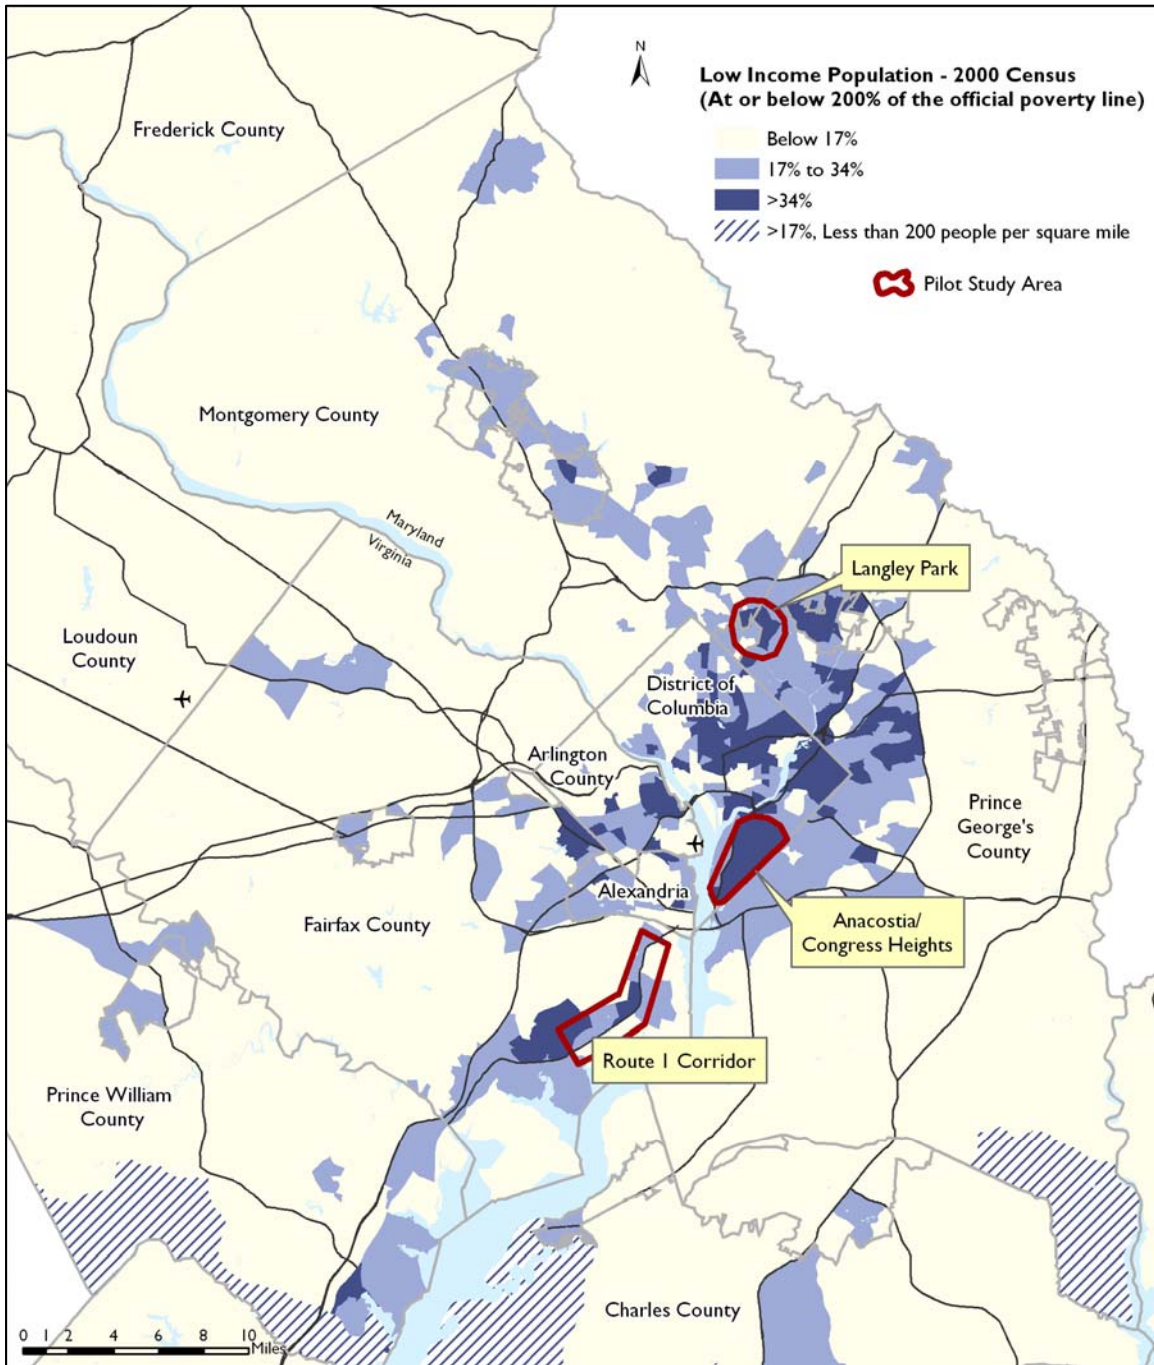 N
Low Income Population - 2000 Census
(At or below 200% of the official poverty line)
Below 17%
17% to 34%
>34%
>17%, Less than 200 people per square mile
Pilot Study Area
Frederick County
Montgomery County
Maryland
Virginia
Langley Park
Loudoun
County
District of
Columbia
Arlington
County
Prince
George's
County
Alexandria
Fairfax County
Anacostia/
Congress Heights
Route 1 Corridor
Prince William
County
Charles County
0 1 2 4 6 8 10
Miles